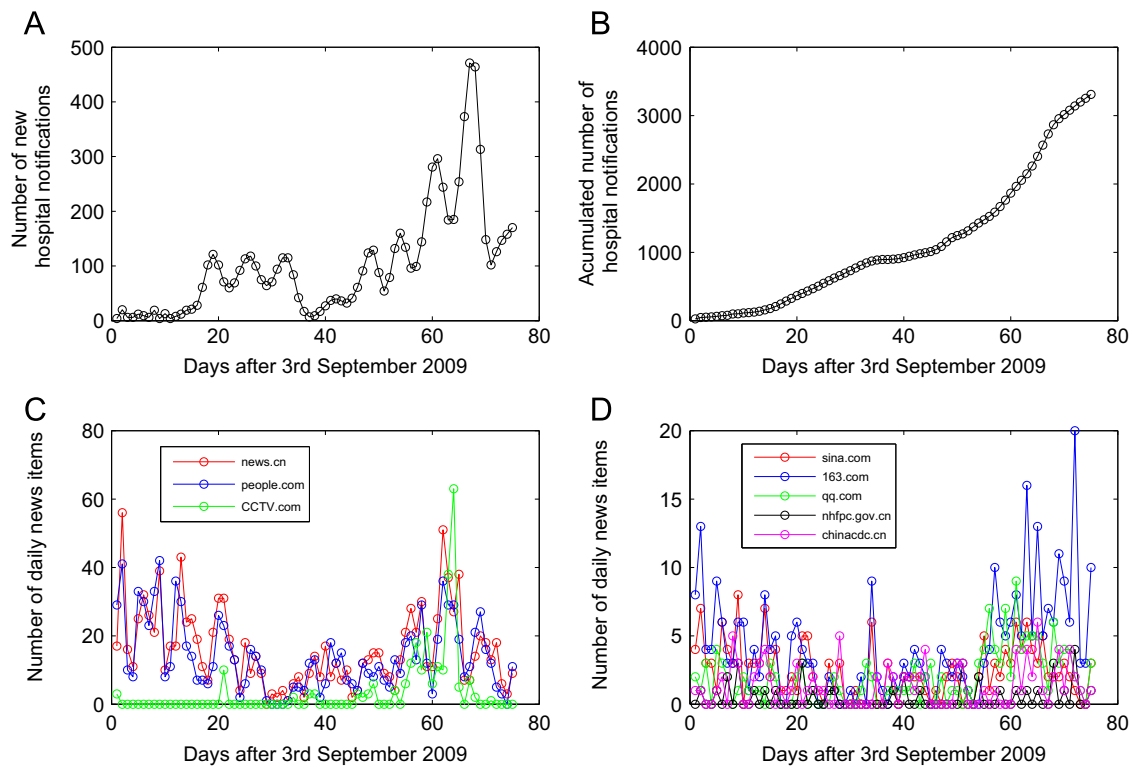 A
500
400
300
200
100
0
Number of new
hospital notifications
0 20 40 60 80
Days after 3rd September 2009
B
4000
3000
2000
1000
0
Acumulated number of
hospital notifications
0 20 40 60 80
Days after 3rd September 2009
C
80
60
40
20
0
Number of daily news items
news.cn
people.com
CCTV.com
0 20 40 60 80
Days after 3rd September 2009
D
20
15
10
5
0
Number of daily news items
sina.com
163.com
qq.com
nhfpc.gov.cn
chinacdc.cn
0 20 40 60 80
Days after 3rd September 2009